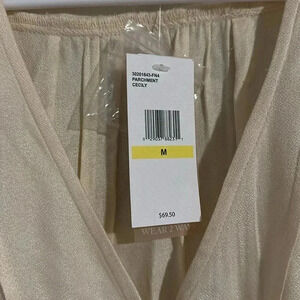 30201643-FN4
PARCHMENT
CECILY
M
$69.50
WEAR 2 WAY